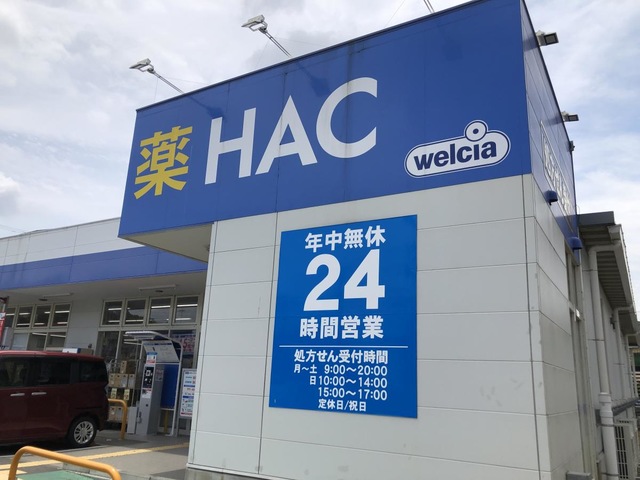 薬 HAC
welcia
年中無休
24
時間営業
処方せん受付時間
月～土 9:00～20:00
日10:00～14:00
15:00～17:00
定休日/祝日